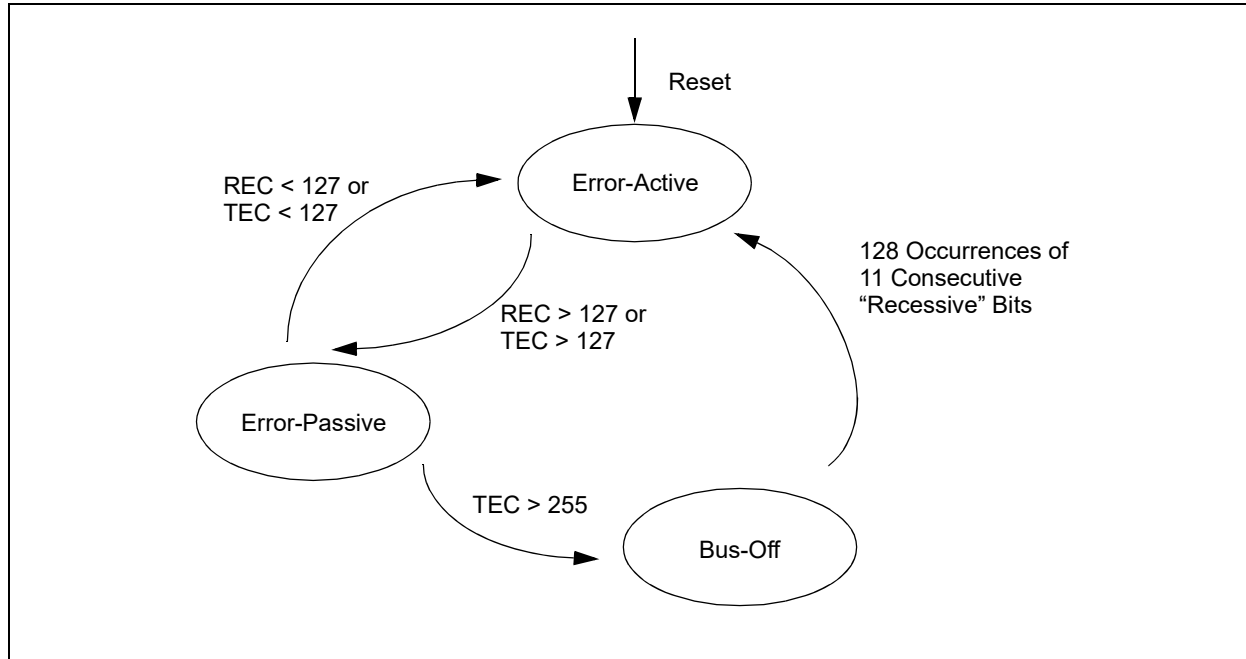 Reset
Error-Active
REC < 127 or
TEC < 127
128 Occurrences of
11 Consecutive
“Recessive” Bits
REC > 127 or
TEC > 127
Error-Passive
TEC > 255
Bus-Off